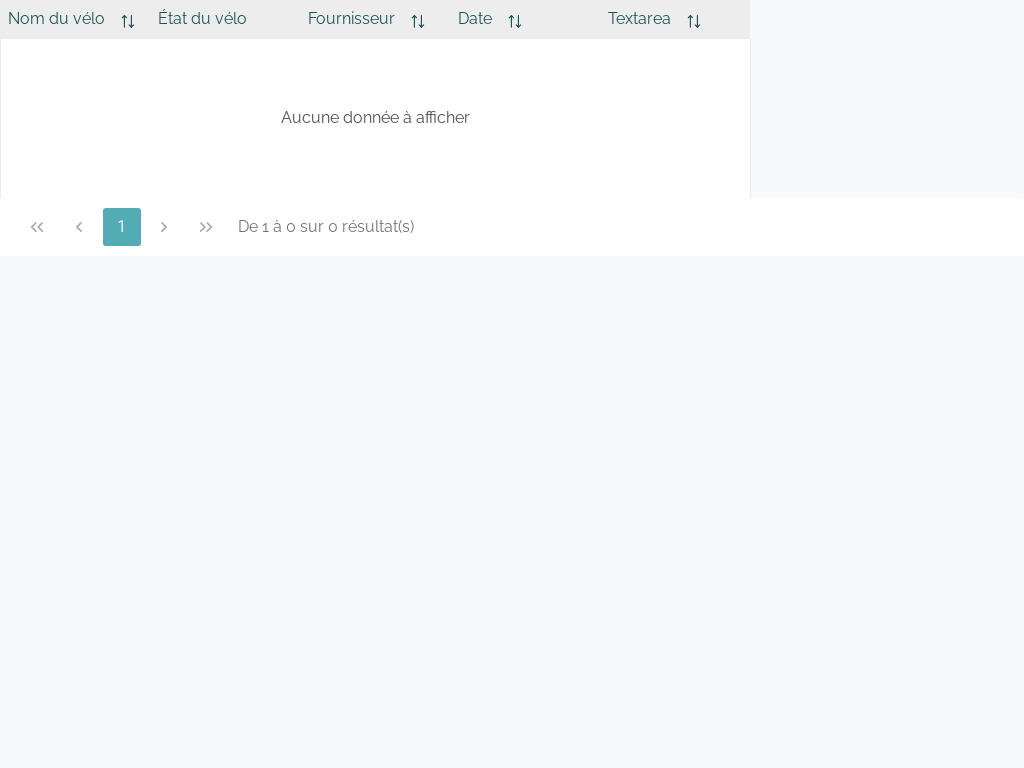 Nom du vélo État du vélo Fournisseur Date Textarea
Aucune donnée à afficher
1 De 1 à 0 sur 0 résultat(s)